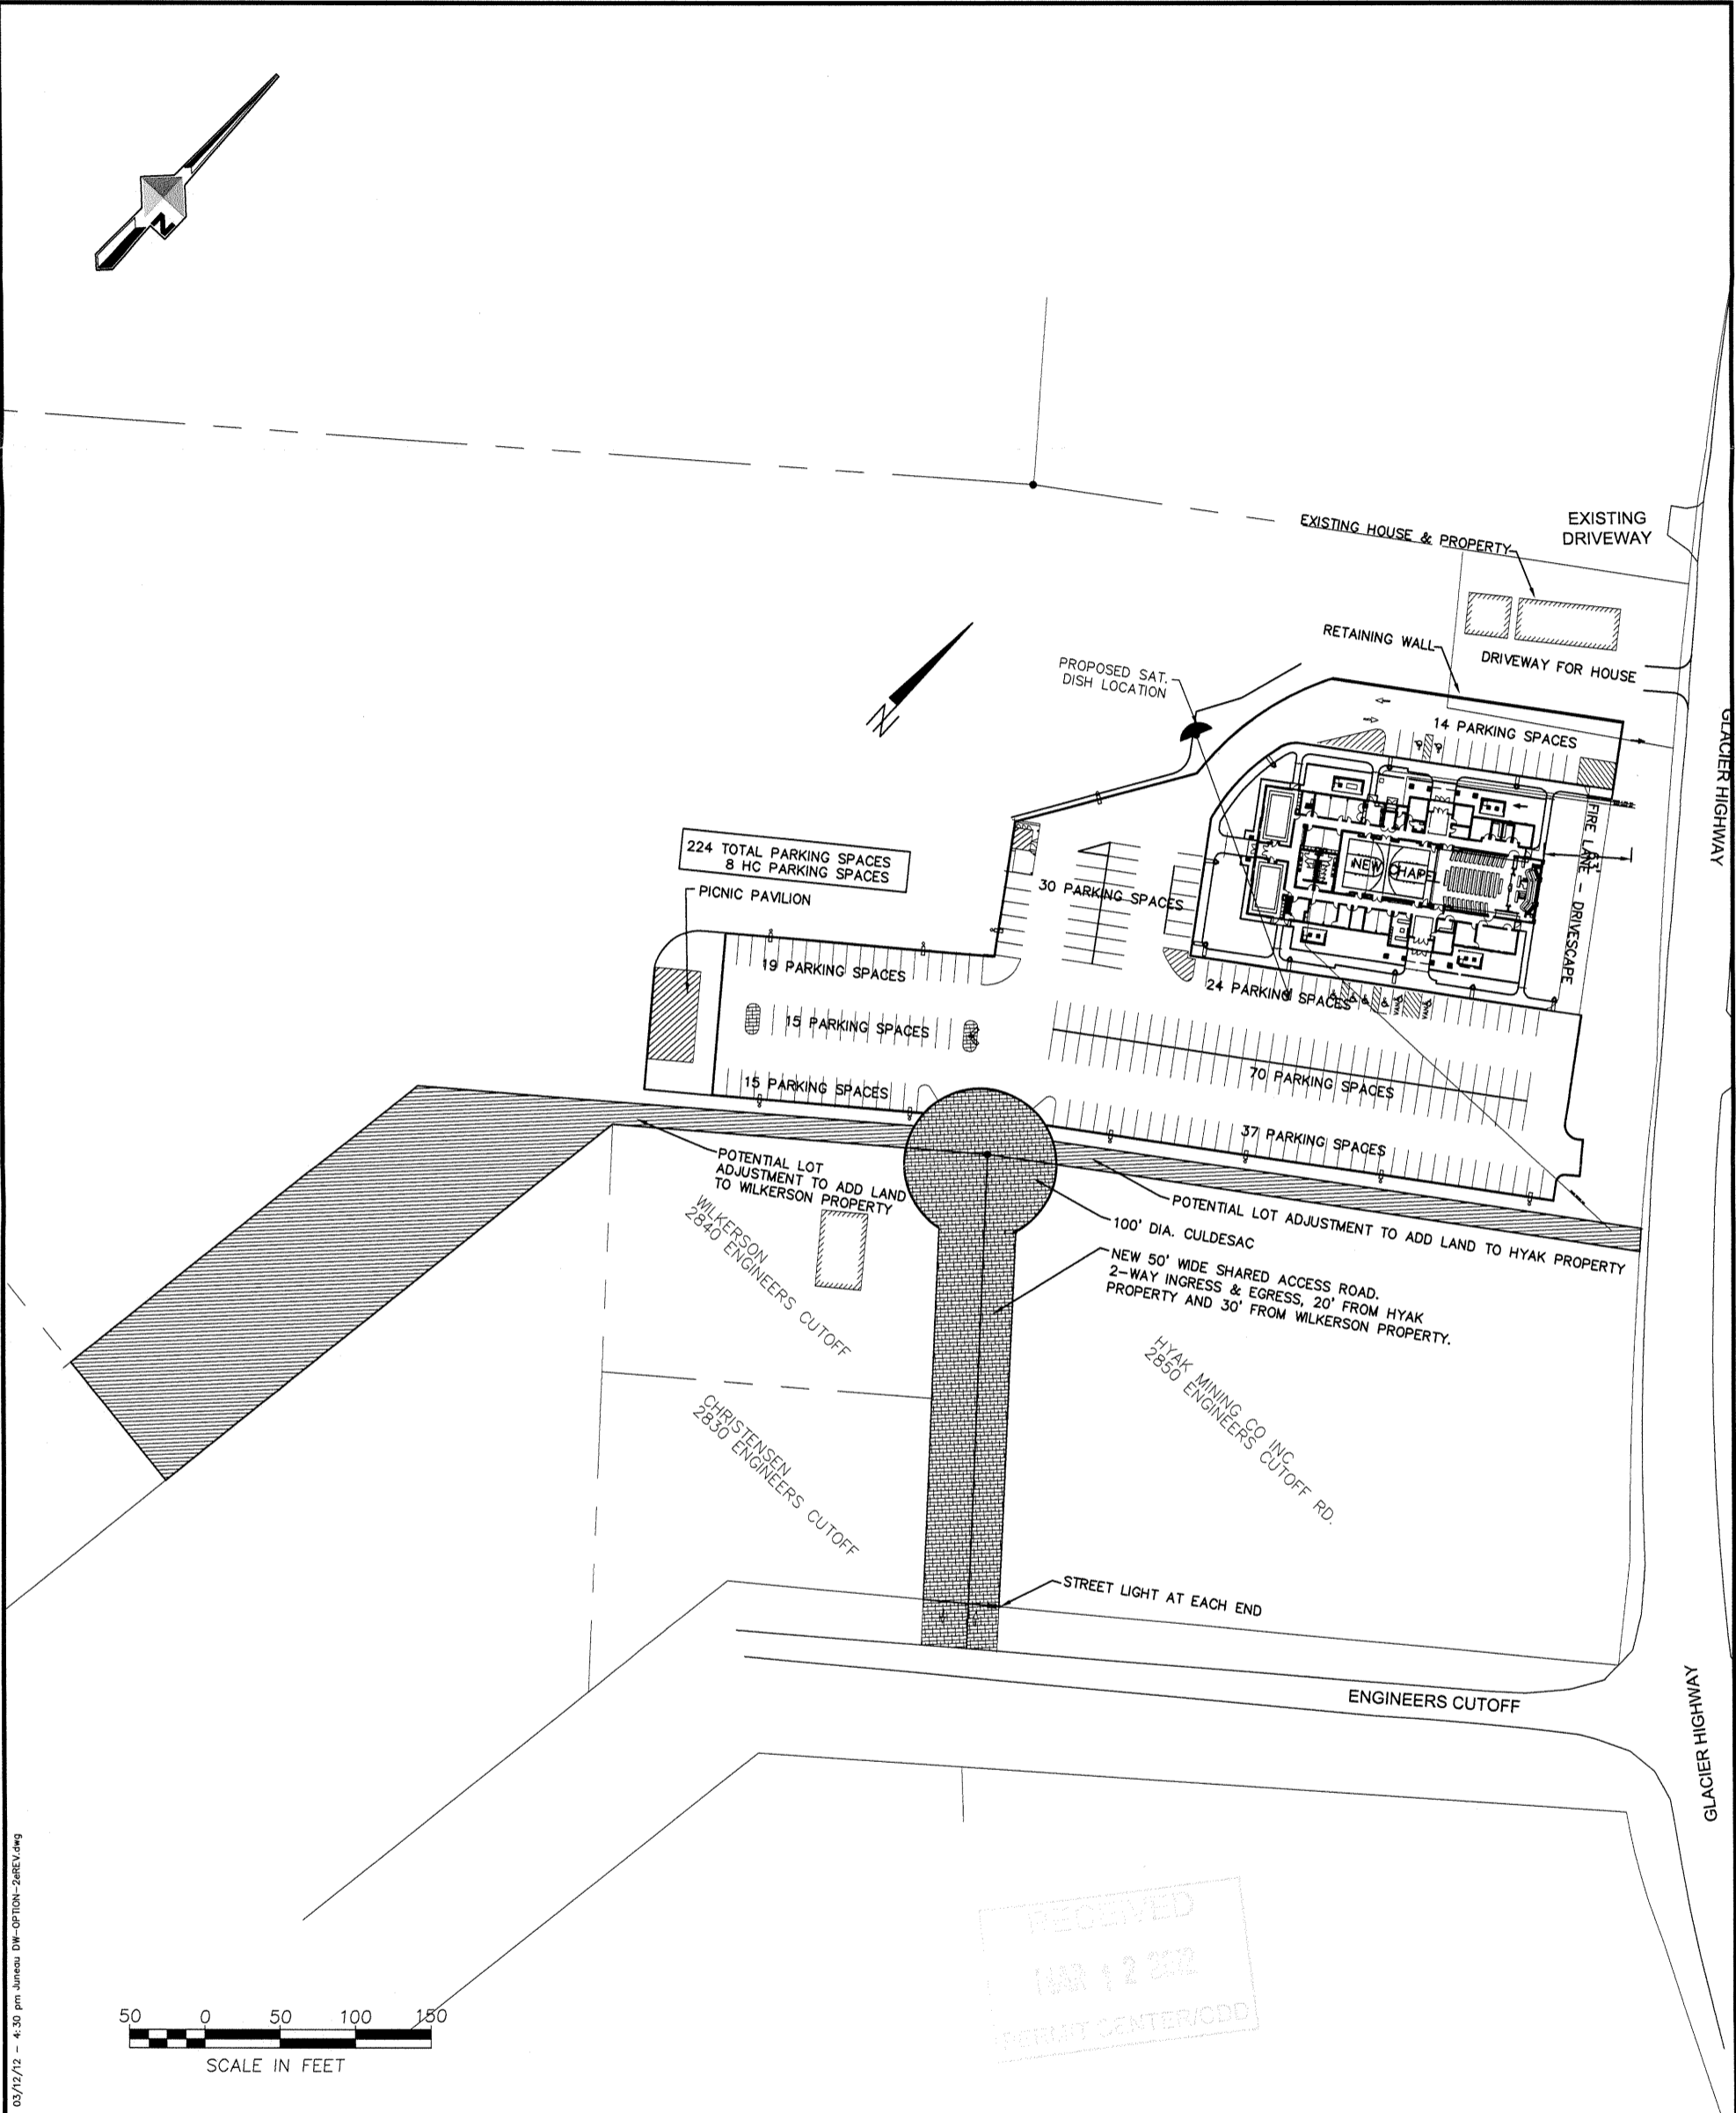 N
EXISTING HOUSE & PROPERTY
EXISTING
DRIVEWAY
RETAINING WALL
DRIVEWAY FOR HOUSE
PROPOSED SAT.
DISH LOCATION
N
14 PARKING SPACES
GLACIER HIGHWAY
FIRE LANE - DRIVESCAPE
63'
NEW CHAPEL
224 TOTAL PARKING SPACES
8 HC PARKING SPACES
PICNIC PAVILION
30 PARKING SPACES
19 PARKING SPACES
24 PARKING SPACES
VAN
VAN
15 PARKING SPACES
70 PARKING SPACES
15 PARKING SPACES
37 PARKING SPACES
POTENTIAL LOT
ADJUSTMENT TO ADD LAND
TO WILKERSON PROPERTY
POTENTIAL LOT ADJUSTMENT TO ADD LAND TO HYAK PROPERTY
100' DIA. CULDESAC
NEW 50' WIDE SHARED ACCESS ROAD.
2-WAY INGRESS & EGRESS, 20' FROM HYAK
PROPERTY AND 30' FROM WILKERSON PROPERTY.
WILKERSON
2840 ENGINEERS CUTOFF
HYAK MINING CO INC
2850 ENGINEERS CUTOFF RD.
CHRISTENSEN
2830 ENGINEERS CUTOFF
STREET LIGHT AT EACH END
ENGINEERS CUTOFF
GLACIER HIGHWAY
RECEIVED
MAR 12 2012
PERMIT CENTER/CDD
50 0 50 100 150
SCALE IN FEET
03/12/12 - 4:30 pm Juneau DW-OPTION-2eREV.dwg